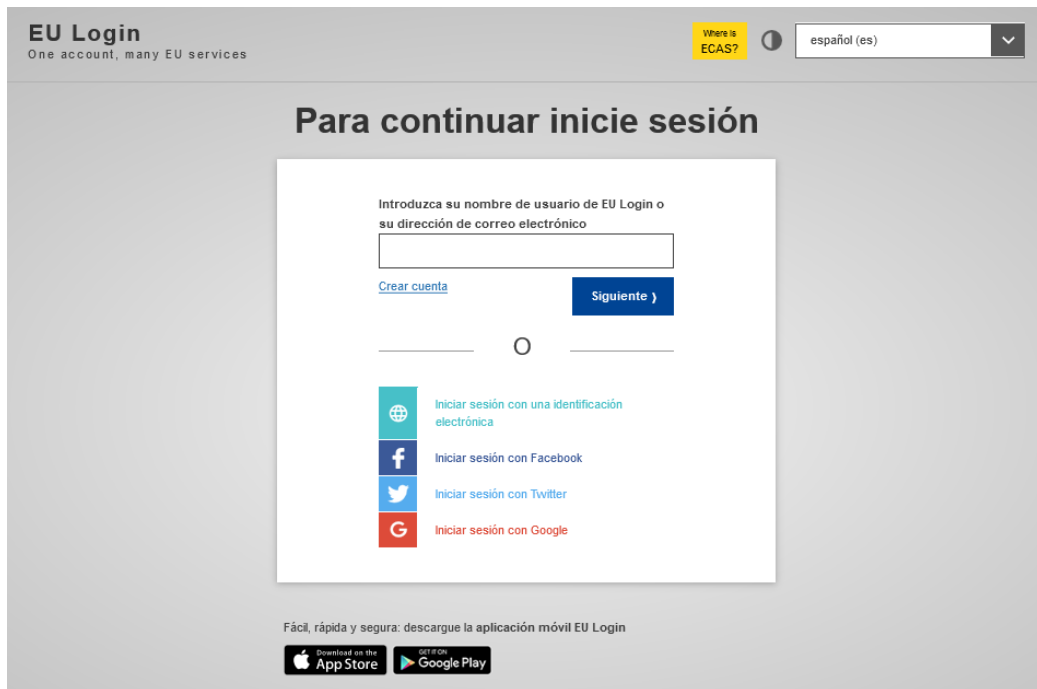 EU Login
One account, many EU services
Where is
ECAS?
español (es)
Para continuar inicie sesión
Introduzca su nombre de usuario de EU Login o
su dirección de correo electrónico
Crear cuenta
Siguiente ❯
O
Iniciar sesión con una identificación
electrónica
Iniciar sesión con Facebook
Iniciar sesión con Twitter
Iniciar sesión con Google
Fácil, rápida y segura: descargue la aplicación móvil EU Login
Download on the
App Store
GET IT ON
Google Play